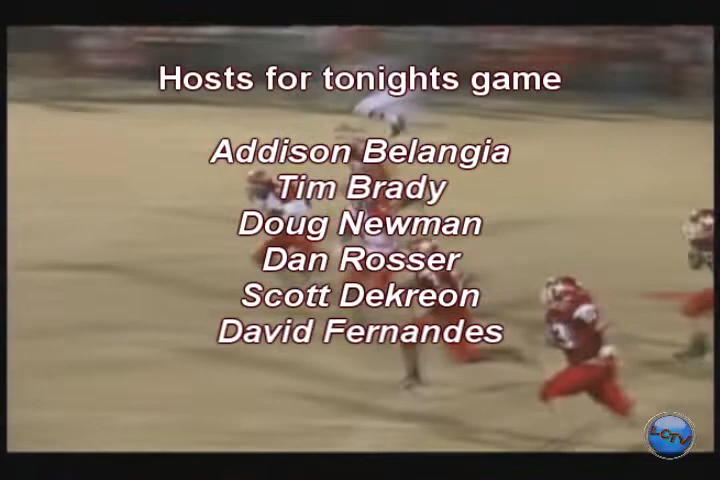 Hosts for tonights game
Addison Belangia
Tim Brady
Doug Newman
Dan Rosser
Scott Dekreon
David Fernandes
LCTV